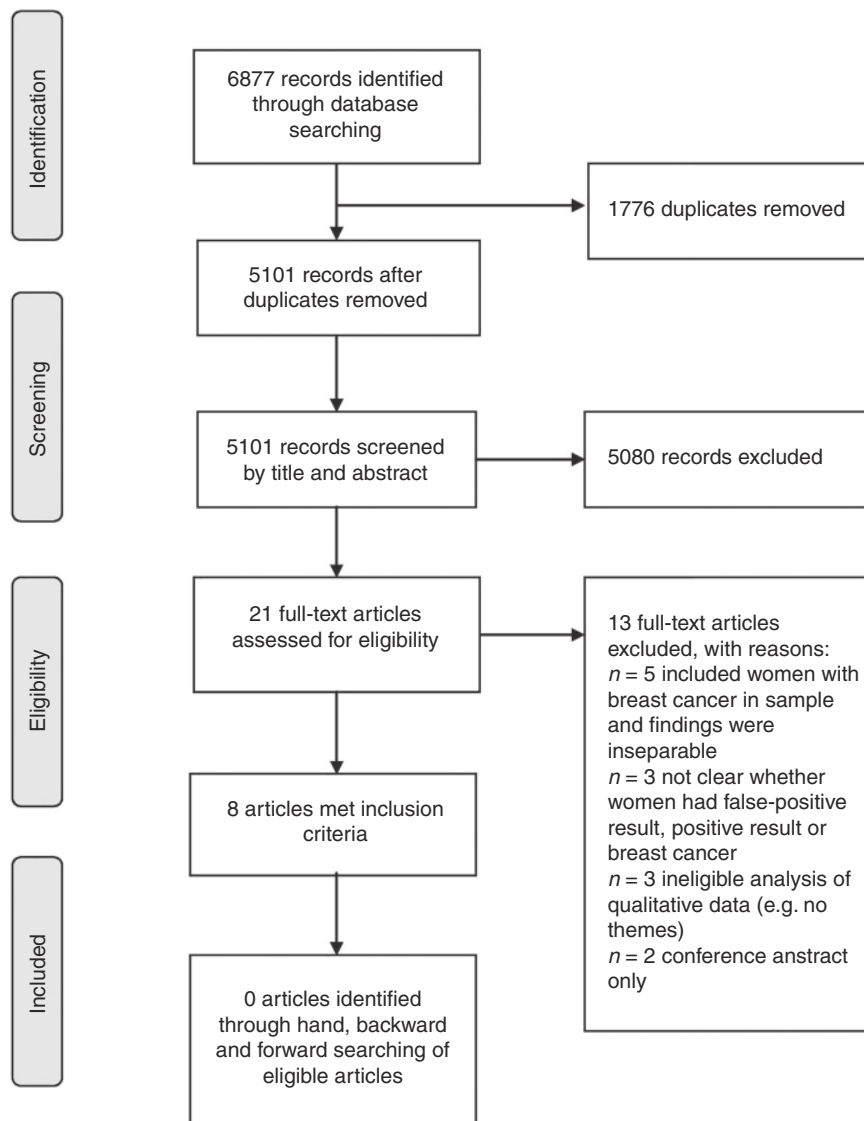 Identification
6877 records identified
through database
searching
1776 duplicates removed
5101 records after
duplicates removed
Screening
5101 records screened
by title and abstract
5080 records excluded
Eligibility
21 full-text articles
assessed for eligibility
13 full-text articles
excluded, with reasons:
n = 5 included women with
breast cancer in sample
and findings were
inseparable
n = 3 not clear whether
women had false-positive
result, positive result or
breast cancer
n = 3 ineligible analysis of
qualitative data (e.g. no
themes)
n = 2 conference anstract
only
8 articles met inclusion
criteria
Included
0 articles identified
through hand, backward
and forward searching of
eligible articles